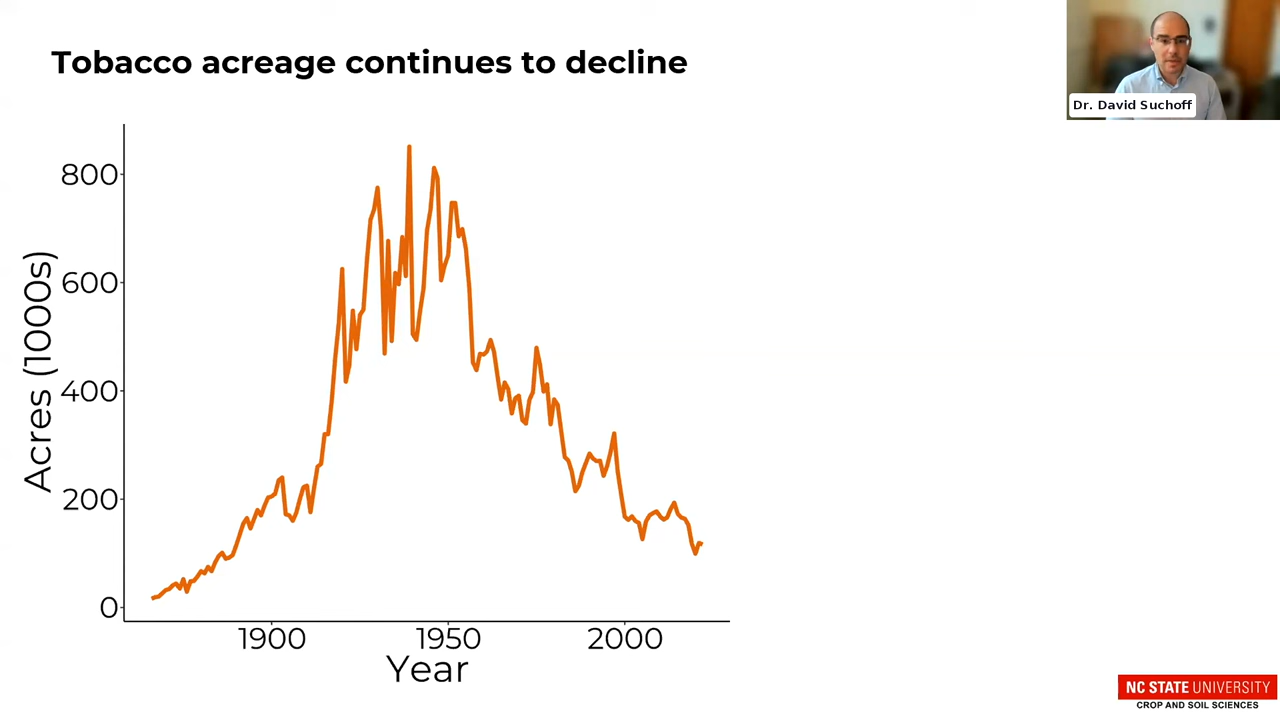 Tobacco acreage continues to decline
Dr. David Suchoff
Acres (1000s)
800
600
400
200
0
1900 1950 2000
Year
NC STATE UNIVERSITY
CROP AND SOIL SCIENCES